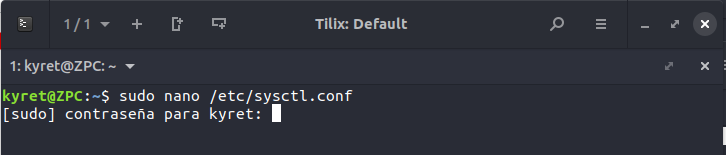 1 / 1
Tilix: Default
1: kyret@ZPC: ~
kyret@ZPC:~$ sudo nano /etc/sysctl.conf
[sudo] contraseña para kyret: